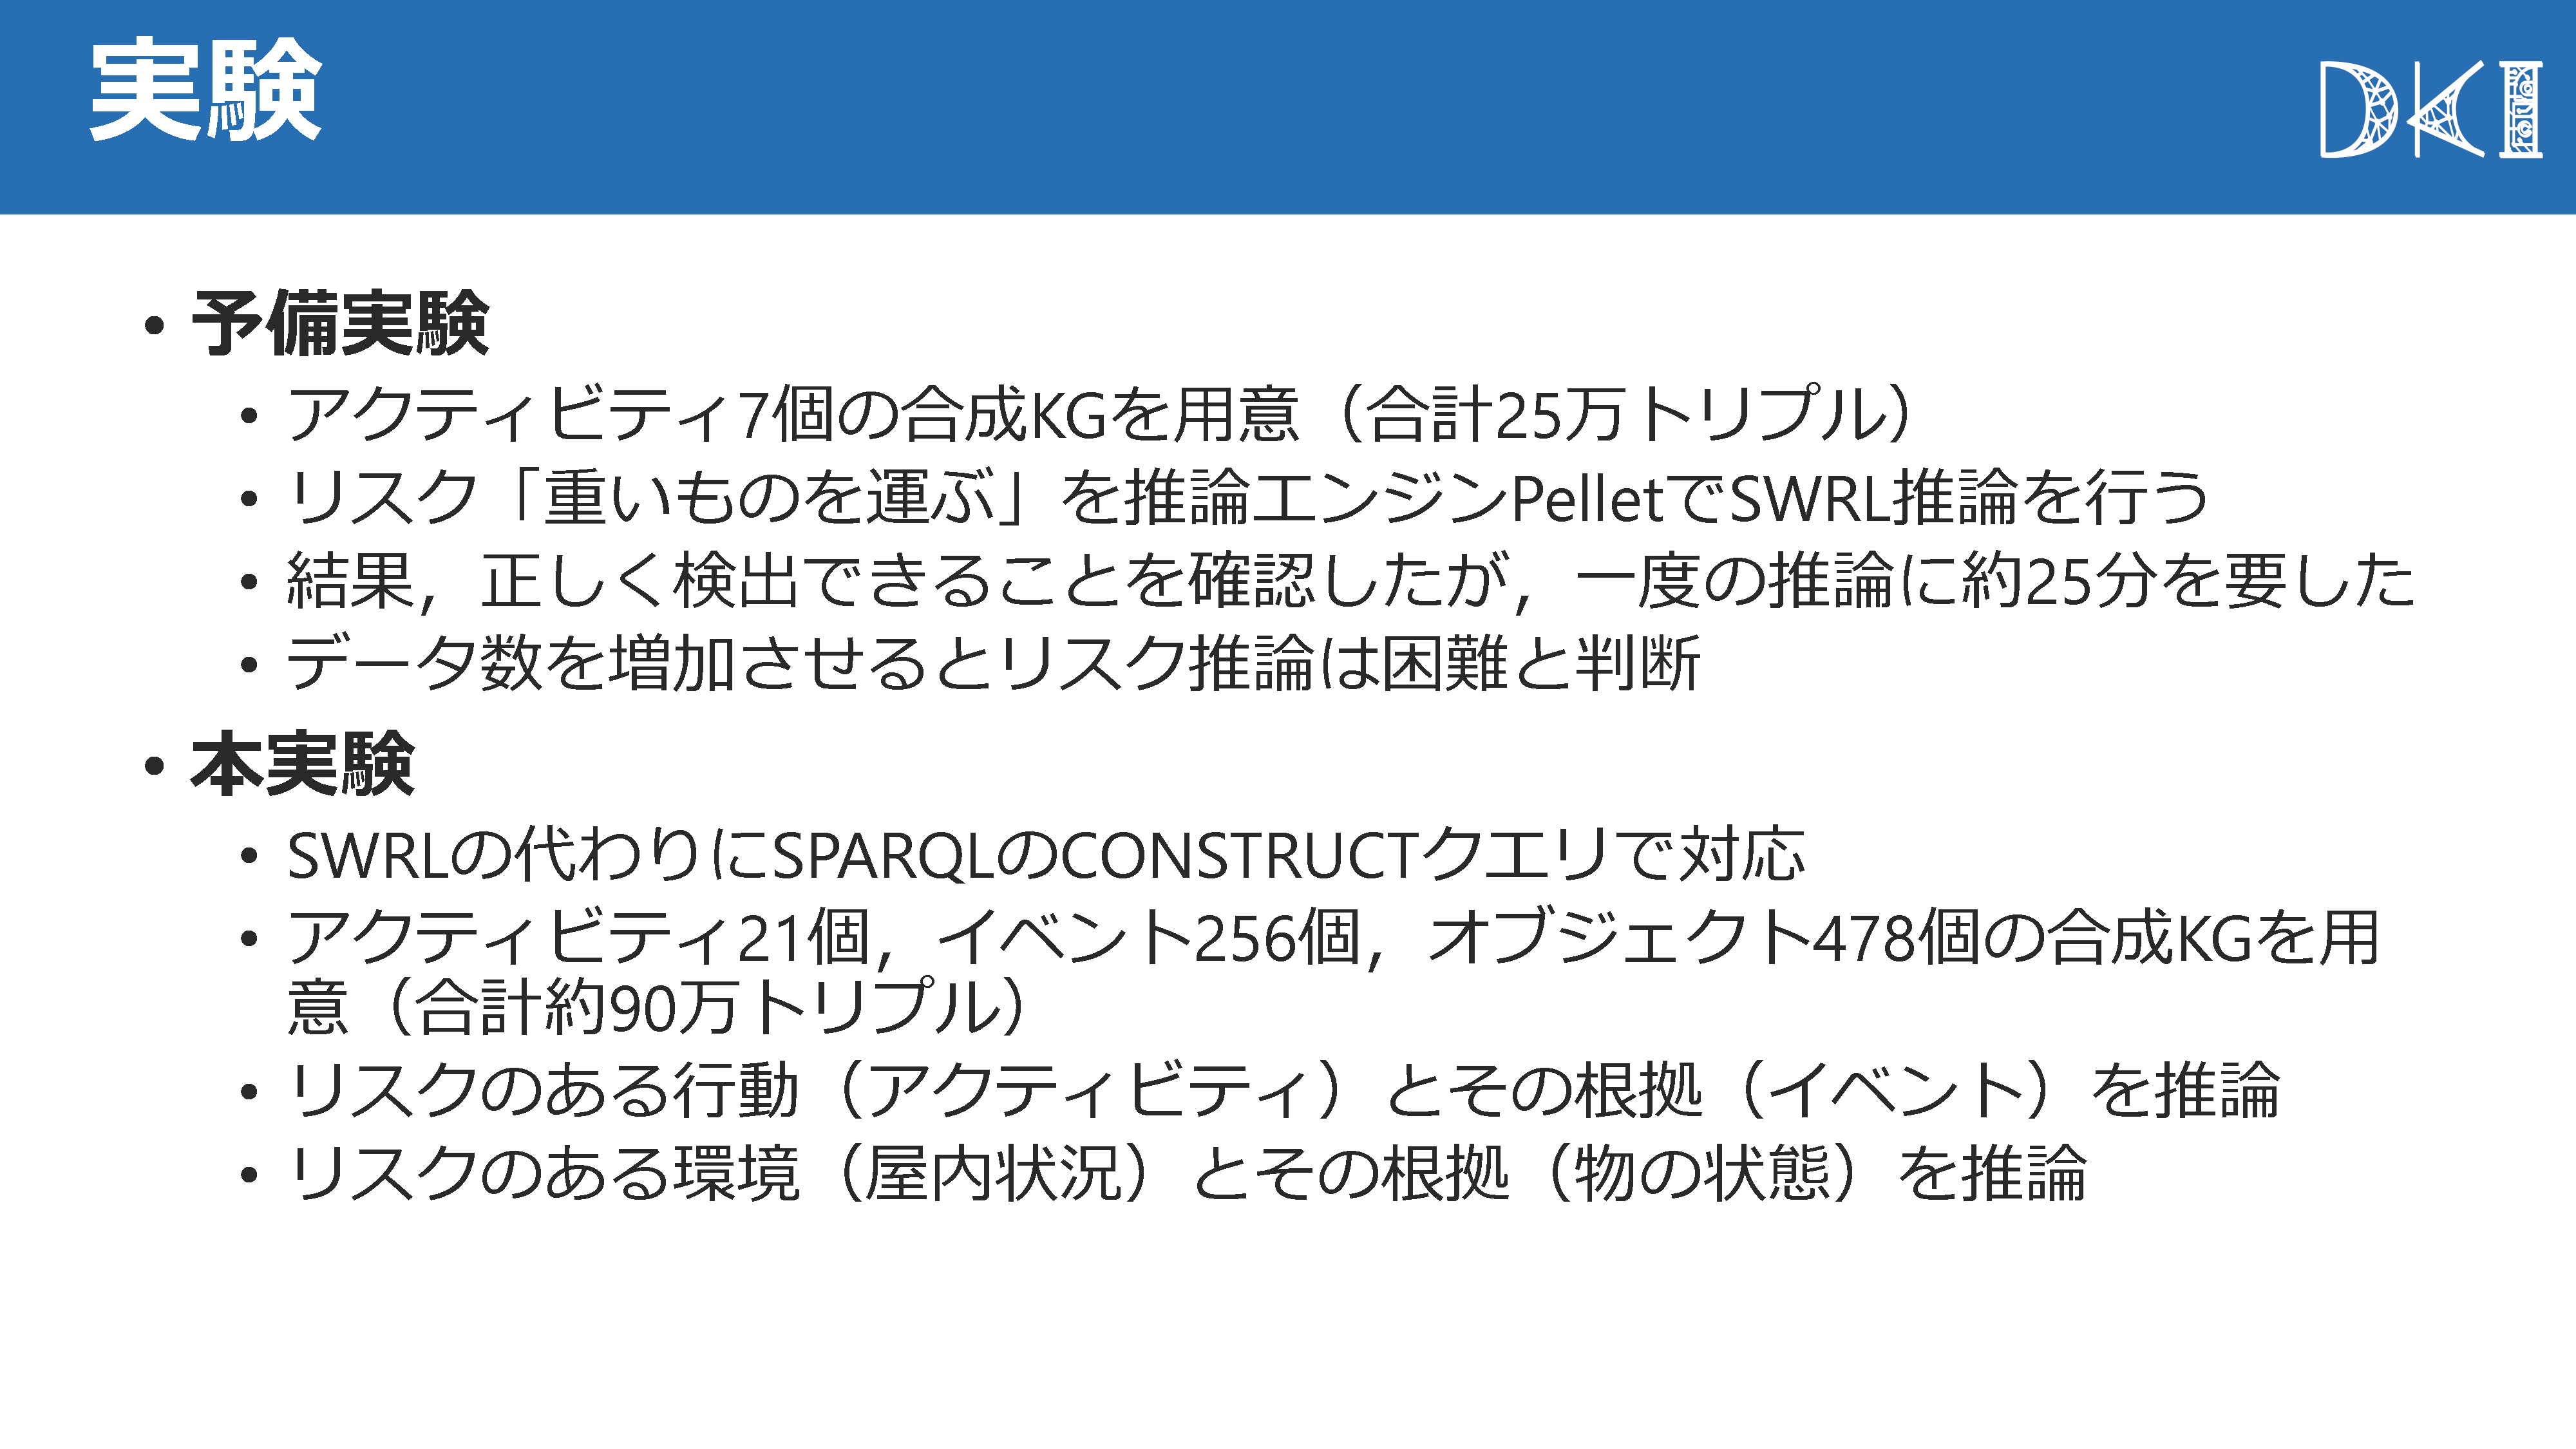 実験
DKI
• 予備実験
• アクティビティ7個の合成KGを用意（合計25万トリプル）
• リスク「重いものを運ぶ」を推論エンジンPelletでSWRL推論を行う
• 結果，正しく検出できることを確認したが，一度の推論に約25分を要した
• データ数を増加させるとリスク推論は困難と判断
• 本実験
• SWRLの代わりにSPARQLのCONSTRUCTクエリで対応
• アクティビティ21個，イベント256個，オブジェクト478個の合成KGを用
意（合計約90万トリプル）
• リスクのある行動（アクティビティ）とその根拠（イベント）を推論
• リスクのある環境（屋内状況）とその根拠（物の状態）を推論